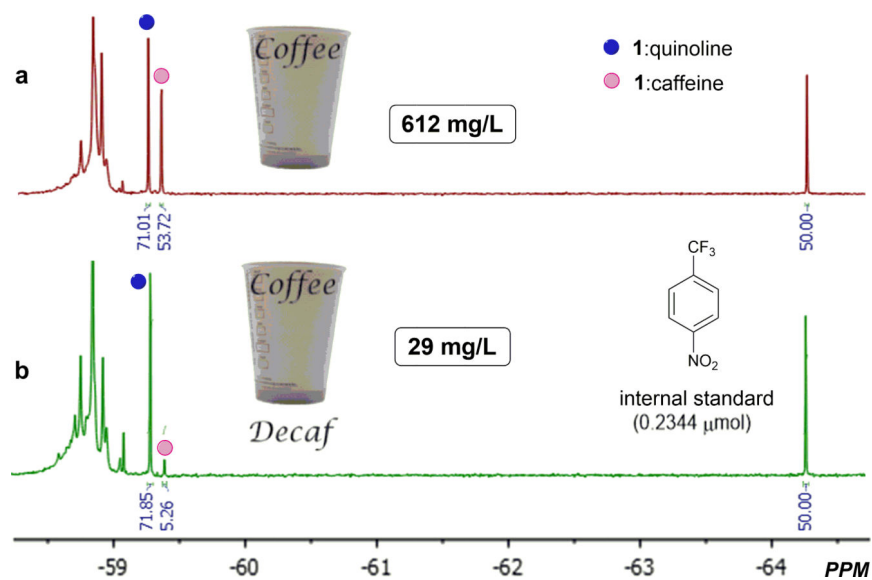 a
Coffee
612 mg/L
1:quinoline
1:caffeine
71.01
53.72
50.00
b
Coffee
Decaf
29 mg/L
CF3
NO2
internal standard
(0.2344 μmol)
71.85
5.26
50.00
-59 -60 -61 -62 -63 -64 PPM